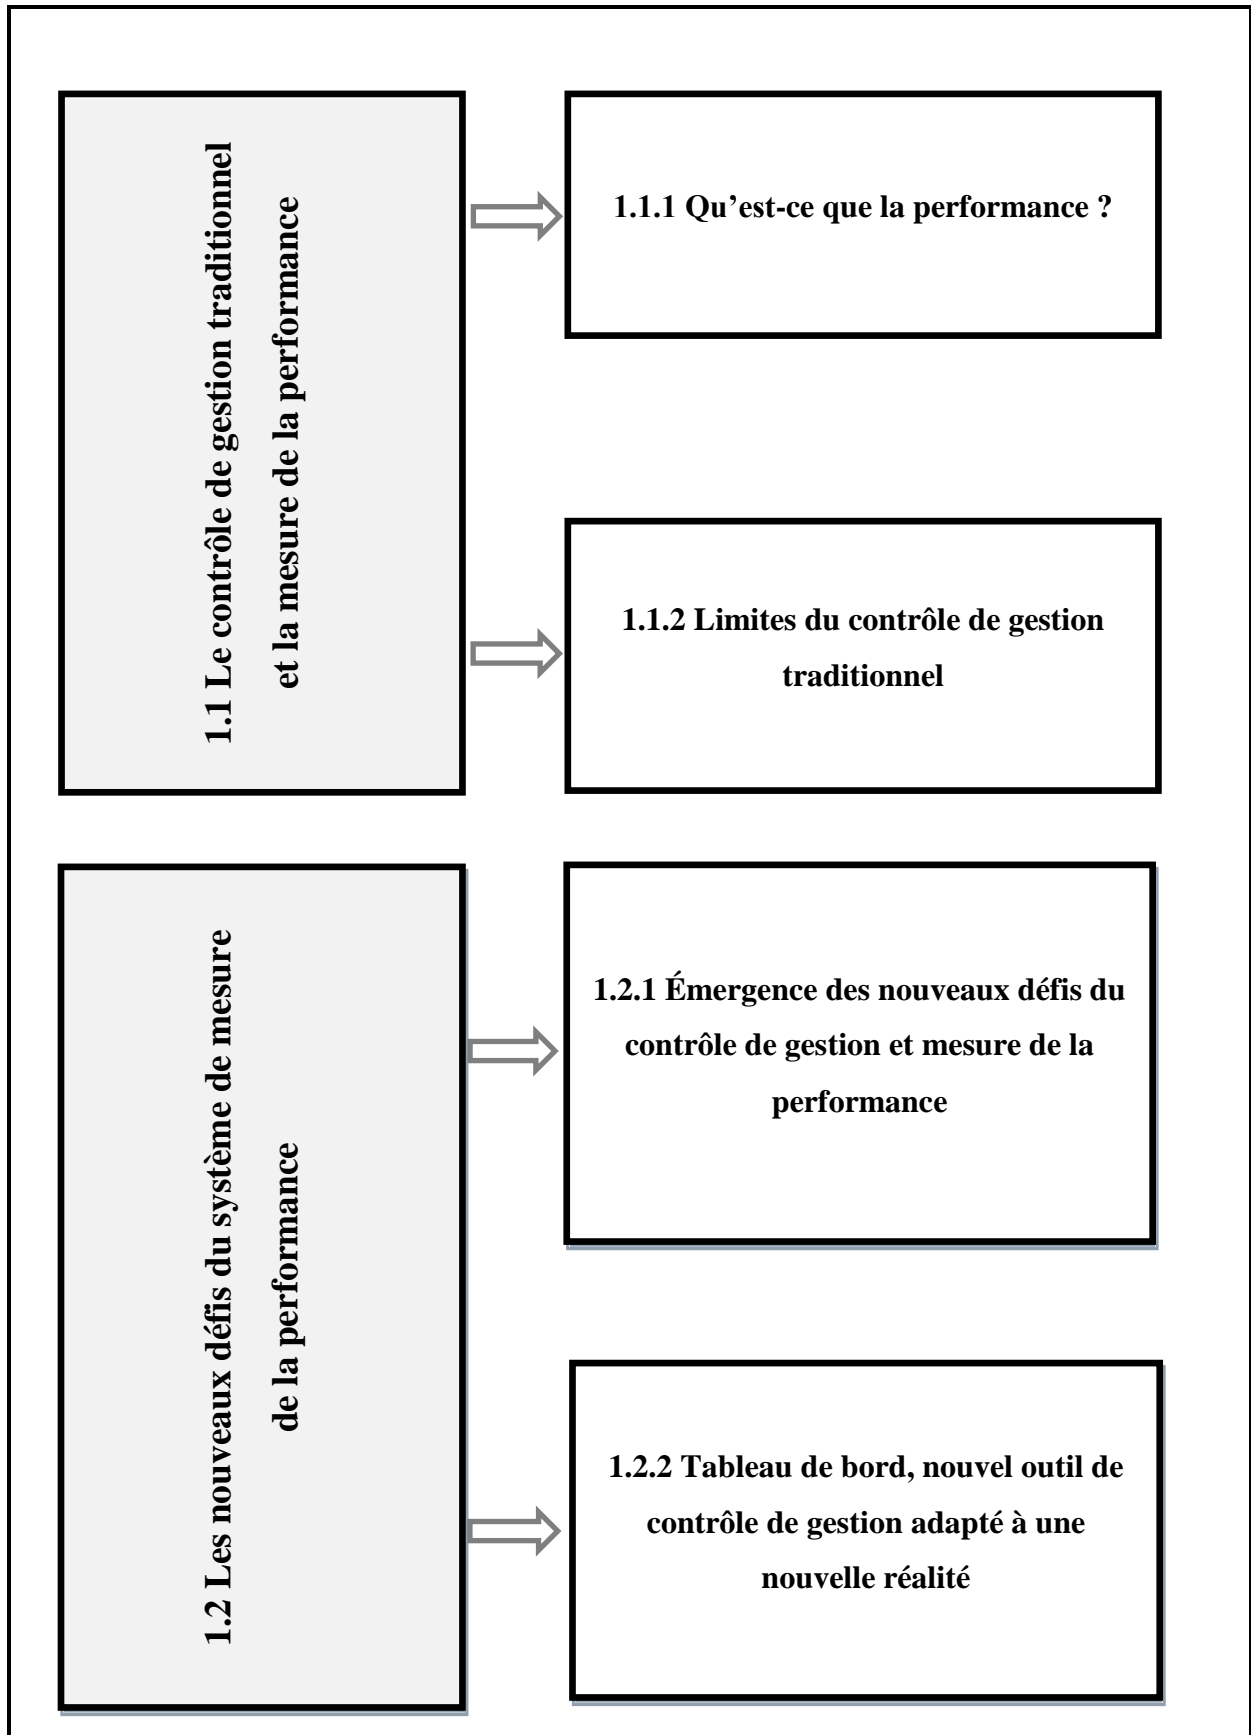 1.1 Le contrôle de gestion traditionnel
et la mesure de la performance
1.1.1 Qu’est-ce que la performance ?
1.1.2 Limites du contrôle de gestion
traditionnel
1.2 Les nouveaux défis du système de mesure
de la performance
1.2.1 Émergence des nouveaux défis du
contrôle de gestion et mesure de la
performance
1.2.2 Tableau de bord, nouvel outil de
contrôle de gestion adapté à une
nouvelle réalité